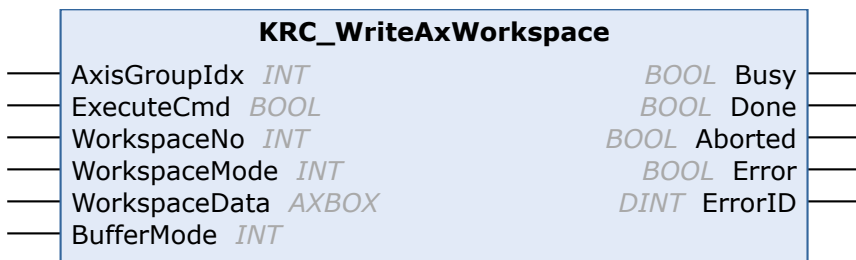 KRC_WriteAxWorkspace
AxisGroupIdx INT BOOL Busy
ExecuteCmd BOOL BOOL Done
WorkspaceNo INT BOOL Aborted
WorkspaceMode INT BOOL Error
WorkspaceData AXBOX DINT ErrorID
BufferMode INT